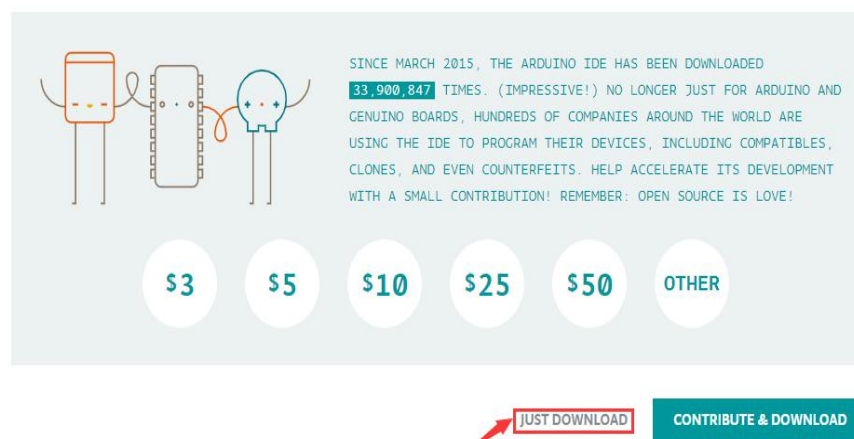 SINCE MARCH 2015, THE ARDUINO IDE HAS BEEN DOWNLOADED
33,900,847 TIMES. (IMPRESSIVE!) NO LONGER JUST FOR ARDUINO AND
GENUINO BOARDS, HUNDREDS OF COMPANIES AROUND THE WORLD ARE
USING THE IDE TO PROGRAM THEIR DEVICES, INCLUDING COMPATIBLES,
CLONES, AND EVEN COUNTERFEITS. HELP ACCELERATE ITS DEVELOPMENT
WITH A SMALL CONTRIBUTION! REMEMBER: OPEN SOURCE IS LOVE!
$3 $5 $10 $25 $50 OTHER
JUST DOWNLOAD CONTRIBUTE & DOWNLOAD